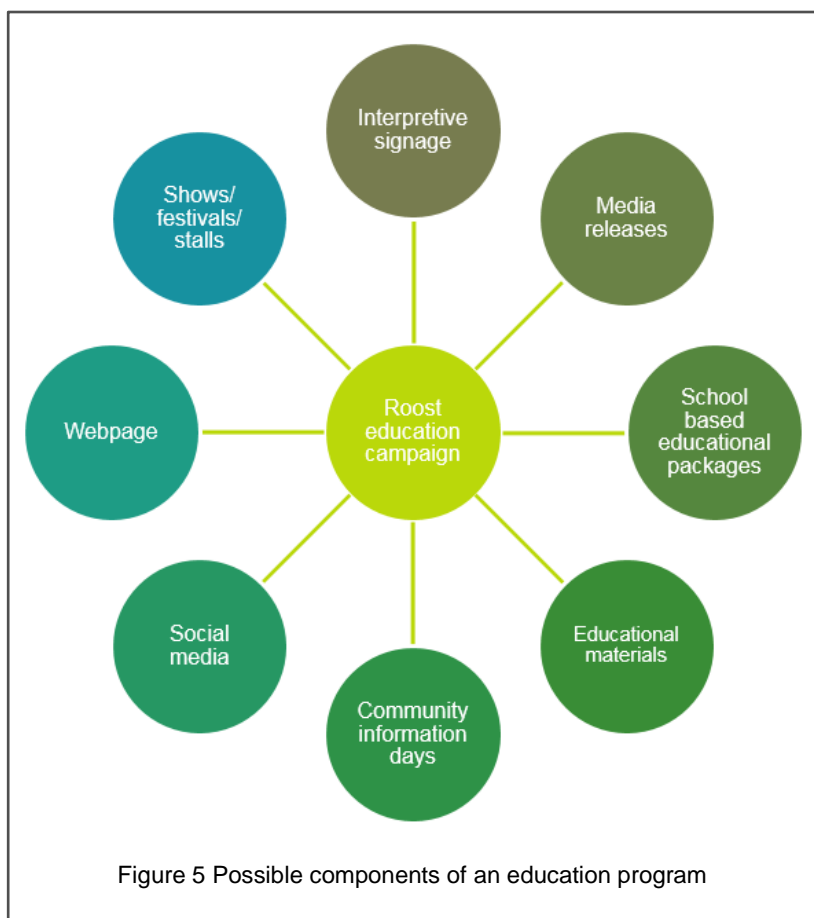 Interpretive
signage
Media
releases
School
based
educational
packages
Educational
materials
Community
information
days
Social
media
Webpage
Shows/
festivals/
stalls
Roost
education
campaign
Figure 5 Possible components of an education program